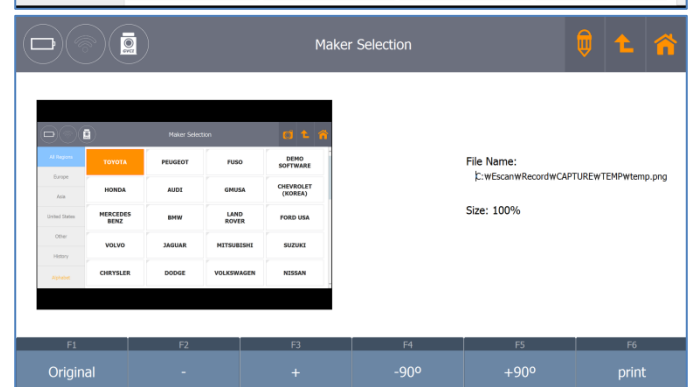 Maker Selection
Maker Selection
All Regions
Europe
Asia
United States
Other
History
Alphabet
TOYOTA PEUGEOT FUSO DEMO SOFTWARE
HONDA AUDI GMUSA CHEVROLET (KOREA)
MERCEDES BENZ BMW LAND ROVER FORD USA
VOLVO JAGUAR MITSUBISHI SUZUKI
CHRYSLER DODGE VOLKSWAGEN NISSAN
File Name:
C:₩Escan₩Record₩CAPTURE₩TEMP₩temp.png
Size: 100%
F1 F2 F3 F4 F5 F6
Original - + -90º +90º print